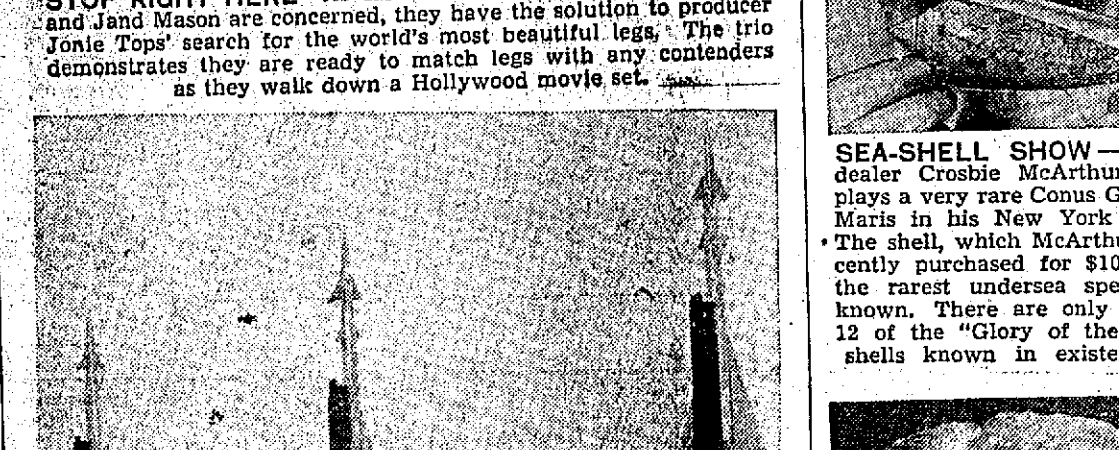 STOP RIGHT HERE
and Jand Mason are concerned, they have the solution to producer
Jonie Tops' search for the world's most beautiful legs, The trio
demonstrates they are ready to match legs with any contenders
as they walk down a Hollywood movie set.
SEA-SHELL SHOW —
dealer Crosbie McArthur
plays a very rare Conus G
Maris in his New York
The shell, which McArthu
cently purchased for $10
the rarest undersea spe
known. There are only
12 of the "Glory of the
shells known in existe